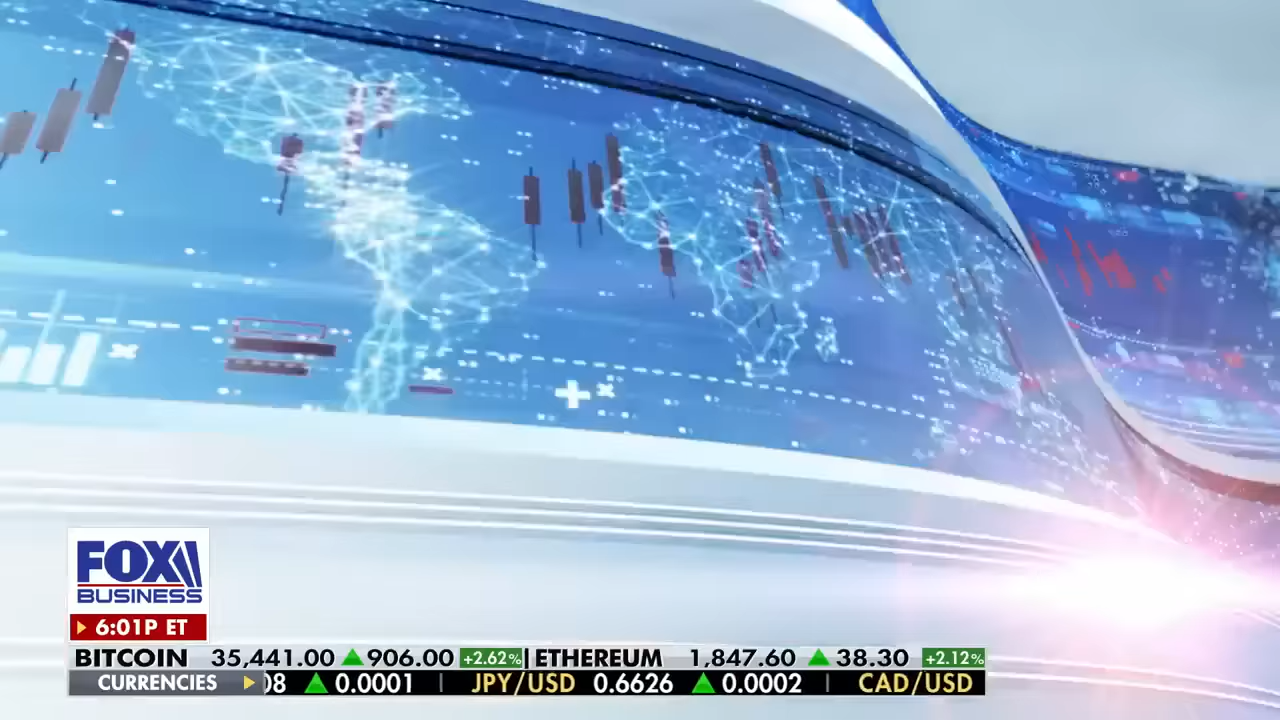 FOX
BUSINESS
6:01P ET
BITCOIN 35,441.00 ▲ 906.00 +2.62% | ETHEREUM 1,847.60 ▲ 38.30 +2.12%
CURRENCIES 08 ▲ 0.0001 | JPY/USD 0.6626 ▲ 0.0002 | CAD/USD